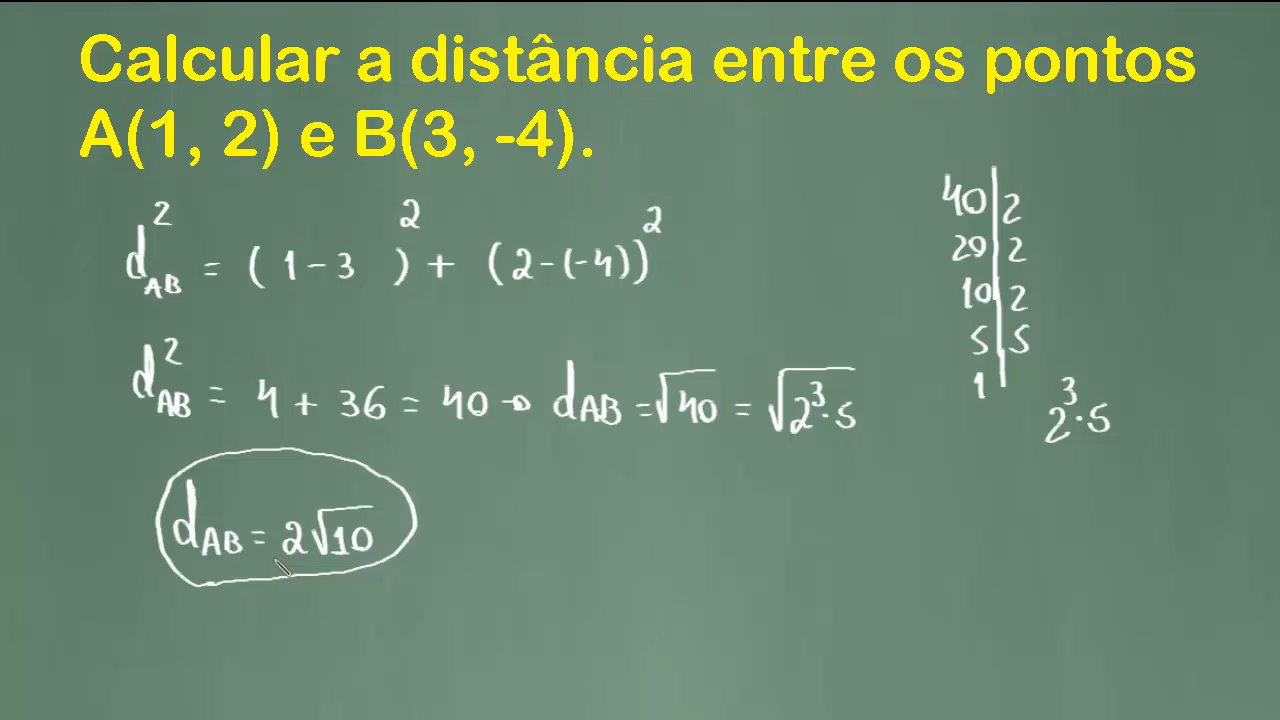 Calcular a distância entre os pontos
A(1, 2) e B(3, -4).
d²AB = (1-3)² + (2-(-4))²
d²AB = 4 + 36 = 40 → dAB = √40 = √2³·5
dAB = 2√10
40|2
20|2
10|2
5|5
1|
2³·5